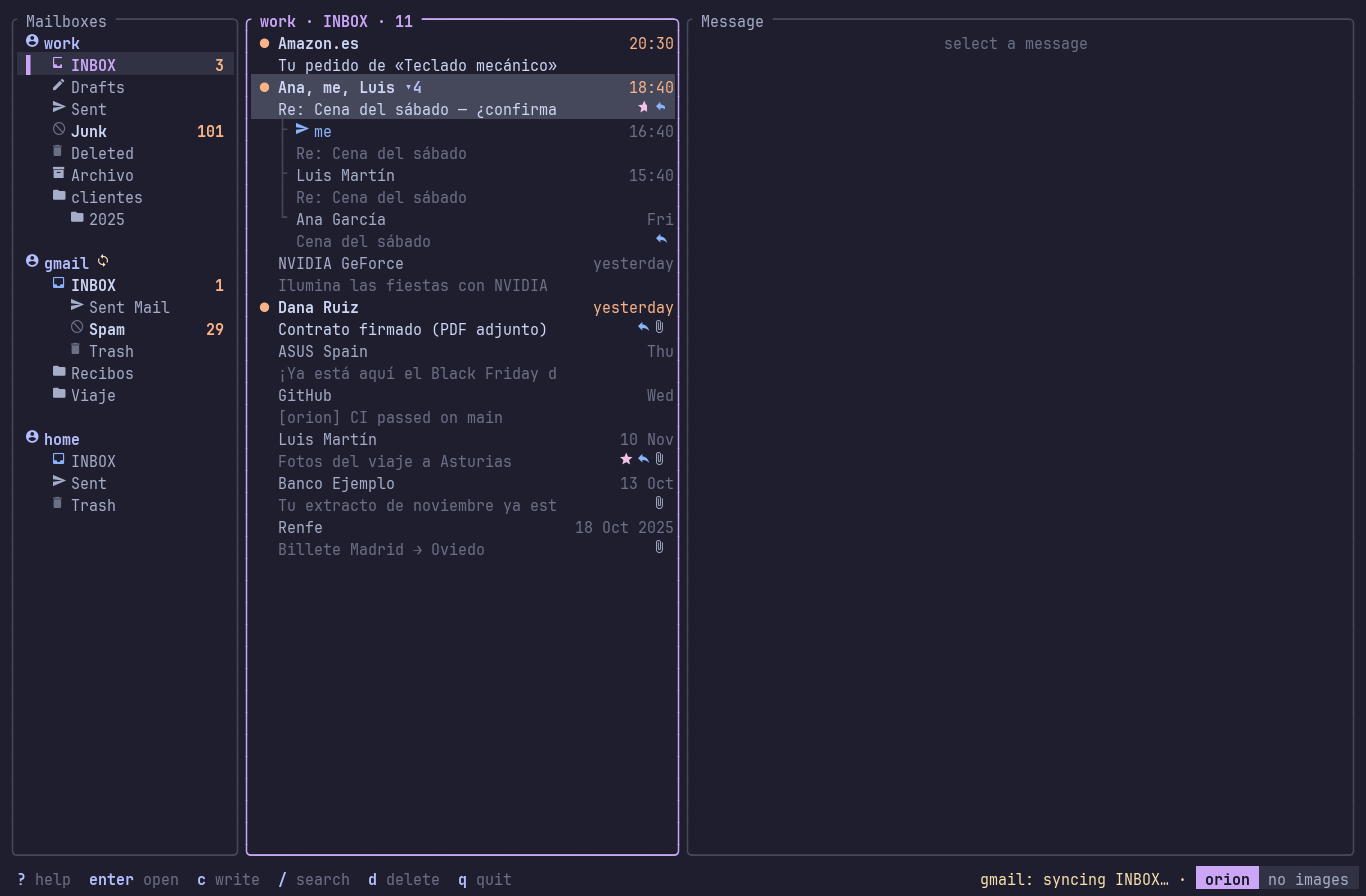 Mailboxes
work
INBOX 3
Drafts
Sent
Junk 101
Deleted
Archivo
clientes
2025
gmail
INBOX 1
Sent Mail
Spam 29
Trash
Recibos
Viaje
home
INBOX
Sent
Trash
work · INBOX · 11
Amazon.es 20:30
Tu pedido de «Teclado mecánico»
Ana, me, Luis ▾4 18:40
Re: Cena del sábado — ¿confirma
me 16:40
Re: Cena del sábado
Luis Martín 15:40
Re: Cena del sábado
Ana García Fri
Cena del sábado
NVIDIA GeForce yesterday
Ilumina las fiestas con NVIDIA
Dana Ruiz yesterday
Contrato firmado (PDF adjunto)
ASUS Spain Thu
¡Ya está aquí el Black Friday d
GitHub Wed
[orion] CI passed on main
Luis Martín 10 Nov
Fotos del viaje a Asturias
Banco Ejemplo 13 Oct
Tu extracto de noviembre ya est
Renfe 18 Oct 2025
Billete Madrid → Oviedo
Message
select a message
? help enter open c write / search d delete q quit
gmail: syncing INBOX… · orion no images